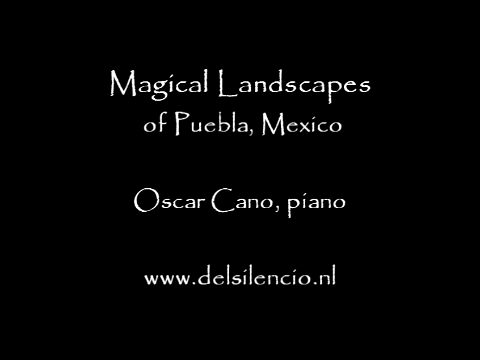 Magical Landscapes
of Puebla, Mexico
Oscar Cano, piano
www.delsilencio.nl